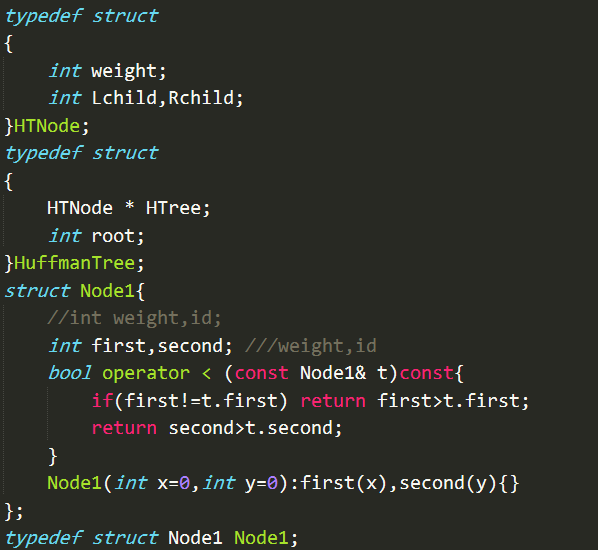 typedef struct
{
    int weight;
    int Lchild,Rchild;
}HTNode;
typedef struct
{
    HTNode * HTree;
    int root;
}HuffmanTree;
struct Node1{
    //int weight,id;
    int first,second; ///weight,id
    bool operator < (const Node1& t)const{
        if(first!=t.first) return first>t.first;
        return second>t.second;
    }
    Node1(int x=0,int y=0):first(x),second(y){}
};
typedef struct Node1 Node1;